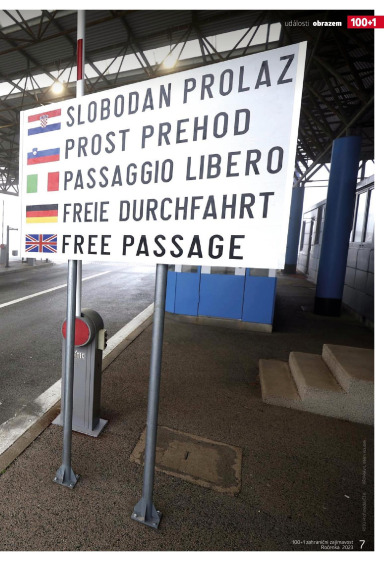 události obrazem 100+1
SLOBODAN PROLAZ
PROST PREHOD
PASSAGGIO LIBERO
FREIE DURCHFAHRT
FREE PASSAGE
100+1 zahraniční zajímavost
Ročenka 2023 7